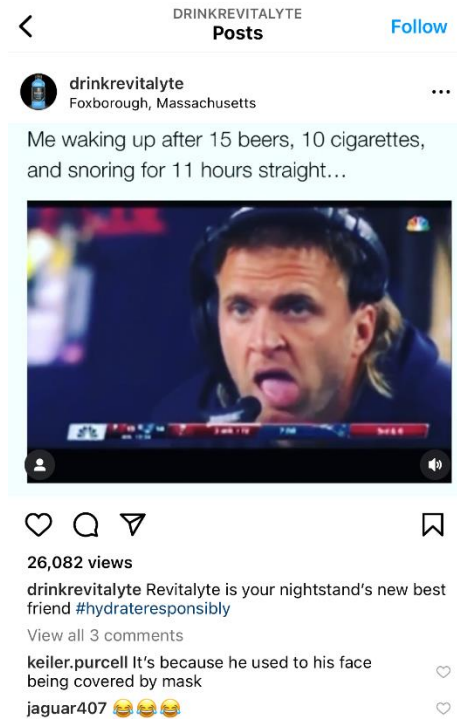 DRINKREVITALYTE
Posts
Follow
drinkrevitalyte
Foxborough, Massachusetts
Me waking up after 15 beers, 10 cigarettes,
and snoring for 11 hours straight...
26,082 views
drinkrevitalyte Revitalyte is your nightstand's new best
friend #hydrateresponsibly
View all 3 comments
keiler.purcell It's because he used to his face
being covered by mask
jaguar407 😂😂😂